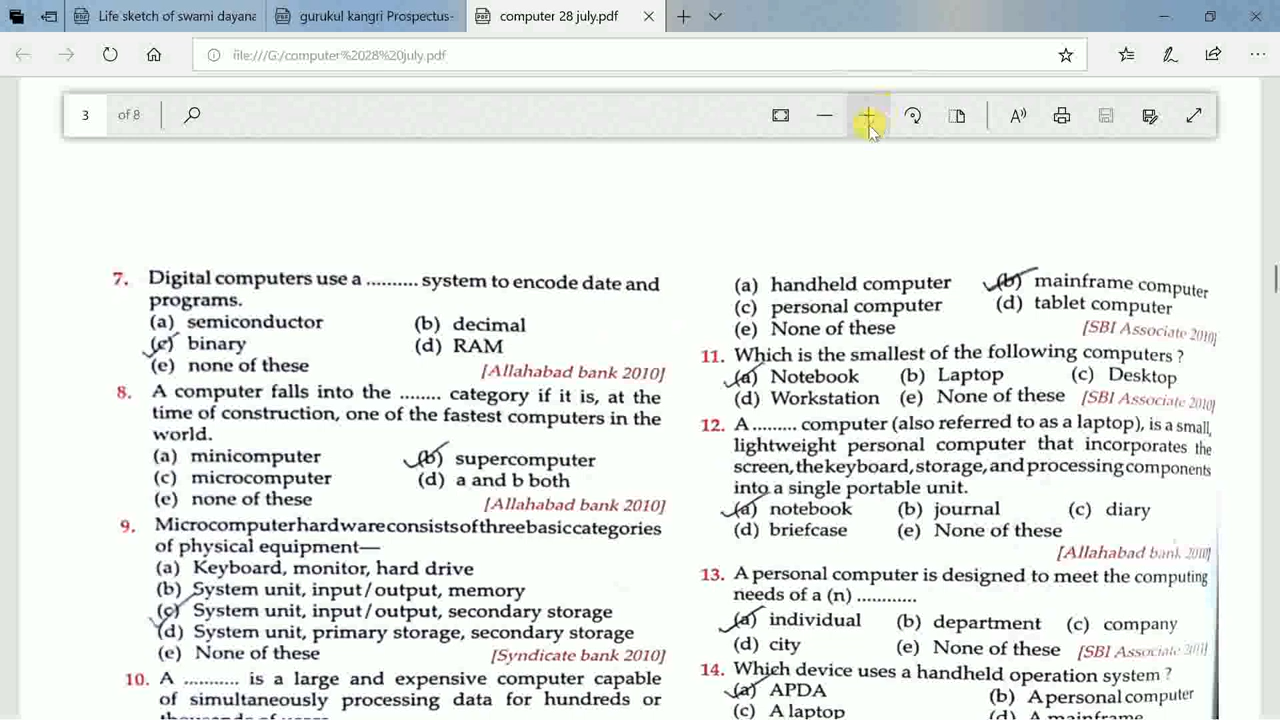 Life sketch of swami dayana
gurukul kangri Prospectus-
computer 28 july.pdf
file:///G:/computer%2028%20july.pdf
3 of 8
7. Digital computers use a .......... system to encode date and
programs.
(a) semiconductor (b) decimal
(c) binary (d) RAM
(e) none of these [Allahabad bank 2010]
8. A computer falls into the ........ category if it is, at the
time of construction, one of the fastest computers in the
world.
(a) minicomputer (b) supercomputer
(c) microcomputer (d) a and b both
(e) none of these [Allahabad bank 2010]
9. Microcomputer hardware consists of three basic categories
of physical equipment—
(a) Keyboard, monitor, hard drive
(b) System unit, input/output, memory
(c) System unit, input/output, secondary storage
(d) System unit, primary storage, secondary storage
(e) None of these [Syndicate bank 2010]
10. A ........... is a large and expensive computer capable
of simultaneously processing data for hundreds or
(a) handheld computer (b) mainframe computer
(c) personal computer (d) tablet computer
(e) None of these [SBI Associate 2010]
11. Which is the smallest of the following computers ?
(a) Notebook (b) Laptop (c) Desktop
(d) Workstation (e) None of these [SBI Associate 2010]
12. A ......... computer (also referred to as a laptop), is a small,
lightweight personal computer that incorporates the
screen, the keyboard, storage, and processing components
into a single portable unit.
(a) notebook (b) journal (c) diary
(d) briefcase (e) None of these
[Allahabad bank 2010]
13. A personal computer is designed to meet the computing
needs of a (n) ............
(a) individual (b) department (c) company
(d) city (e) None of these [SBI Associate
14. Which device uses a handheld operation system ?
(a) APDA (b) A personal computer
(c) A laptop (d) A mainframe